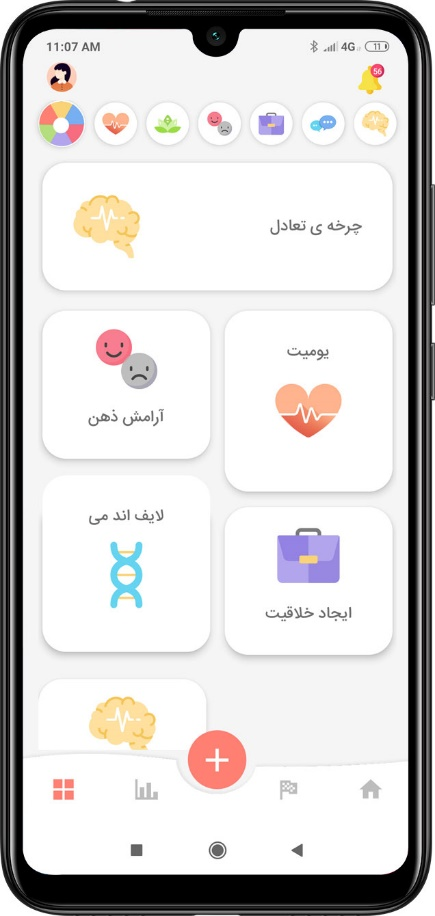 11:07 AM
4G
11
56
چرخه ی تعادل
یومیت
آرامش ذهن
لایف اند می
ایجاد خلاقیت